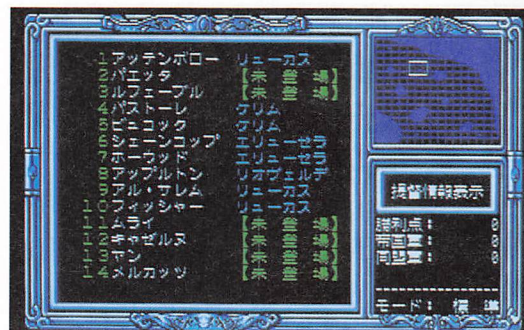 1アッテンボロー リューカス
2パエッタ 【未登場】
3ルフェーブル 【未登場】
4パストーレ ケリム
5ビュコック ケリム
6シェーンコップ エリューセラ
7ホーウッド エリューセラ
8アップルトン リオヴェルデ
9アル・サレム リューカス
10フィッシャー リューカス
11ムライ 【未登場】
12キャゼルヌ 【未登場】
13ヤン 【未登場】
14メルカッツ 【未登場】
提督情報表示
勝利点: 0
帝国軍: 0
同盟軍: 0
モード: 標準